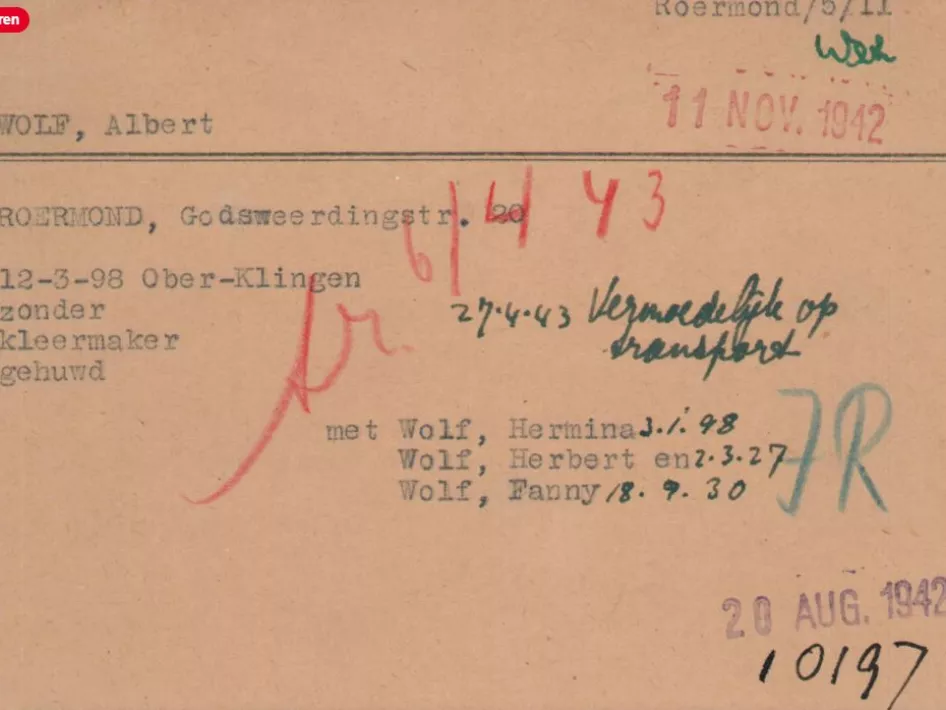 ren
Roermond/5/11
11 NOV. 1942
WOLF, Albert
ROERMOND, Godsweerdingstr. 20
6/4 43
12-3-98 Ober-Klingen
zonder
27.4.43 Vermoedelijk op
kleermaker
transport
gehuwd
tr.
met Wolf, Hermina 3.1.98
Wolf, Herbert en 2.3.27
Wolf, Fanny 18.9.30
JR
20 AUG. 1942
10197